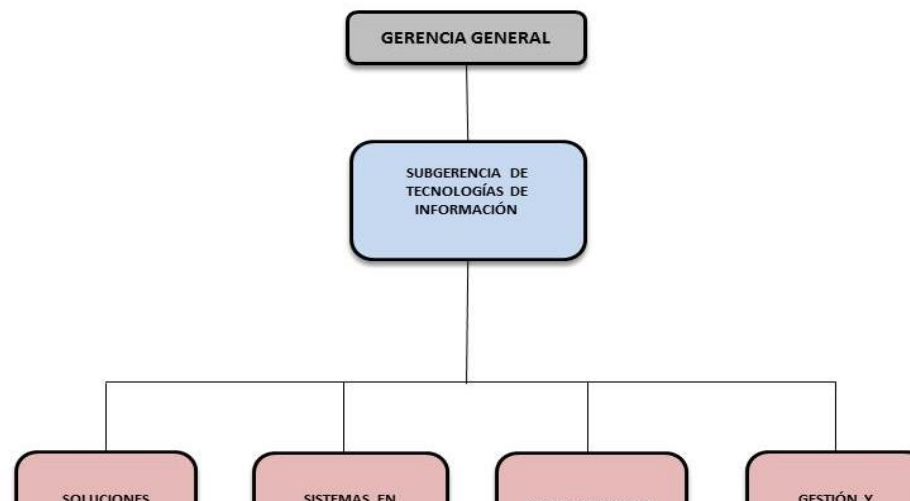 GERENCIA GENERAL
SUBGERENCIA DE
TECNOLOGÍAS DE
INFORMACIÓN
SOLUCIONES
SISTEMAS EN
GESTIÓN Y